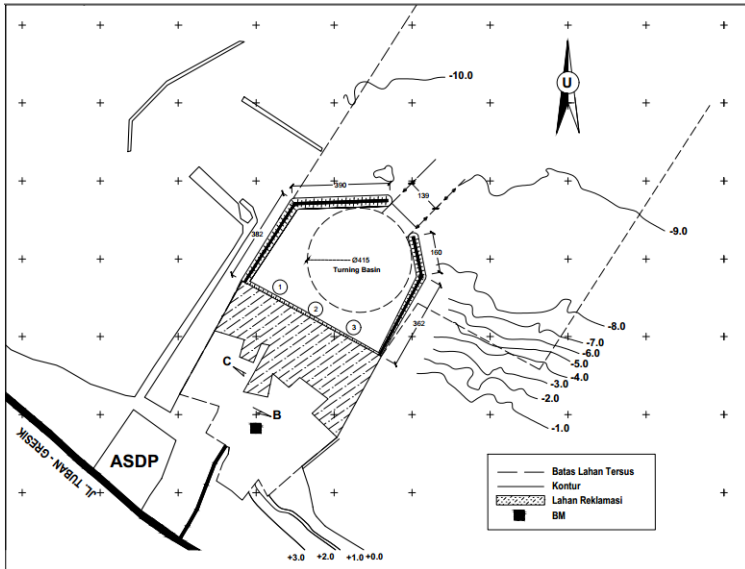 -10.0
U
390
139
382
-9.0
160
Ø415
Turning Basin
1
2
3
362
-8.0
-7.0
-6.0
-5.0
-4.0
-3.0
-2.0
-1.0
C
B
ASDP
JL. TUBAN - GRESIK
Batas Lahan Tersus
Kontur
Lahan Reklamasi
BM
+3.0 +2.0 +1.0 +0.0